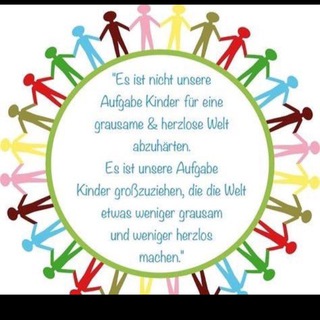 "Es ist nicht unsere
Aufgabe Kinder für eine
grausame & herzlose Welt
abzuhärten.
Es ist unsere Aufgabe
Kinder großzuziehen, die die Welt
etwas weniger grausam
und weniger herzlos
machen."